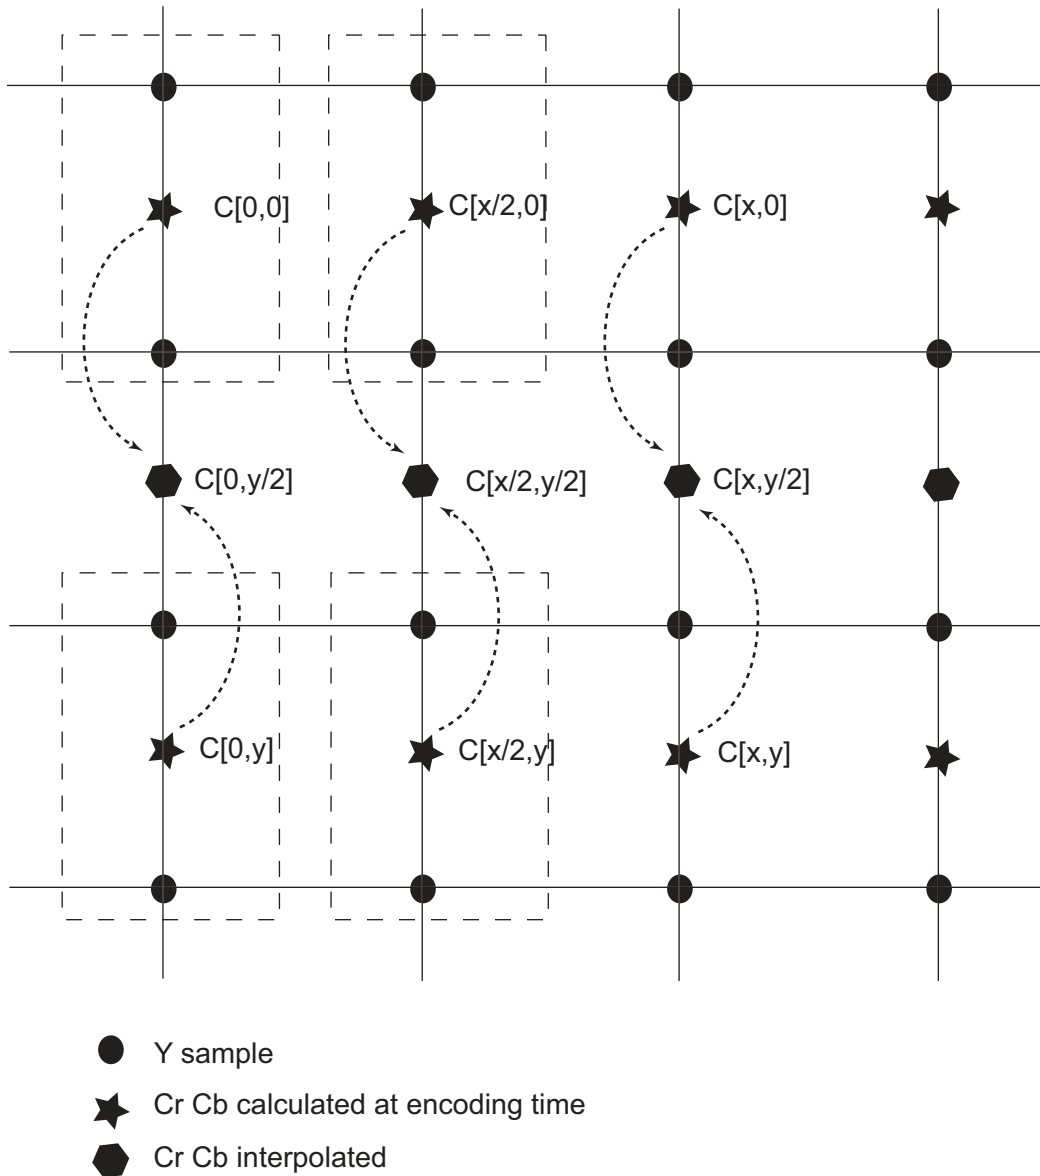 C[0,0] C[x/2,0] C[x,0]
C[0,y/2] C[x/2,y/2] C[x,y/2]
C[0,y] C[x/2,y] C[x,y]
Y sample
Cr Cb calculated at encoding time
Cr Cb interpolated